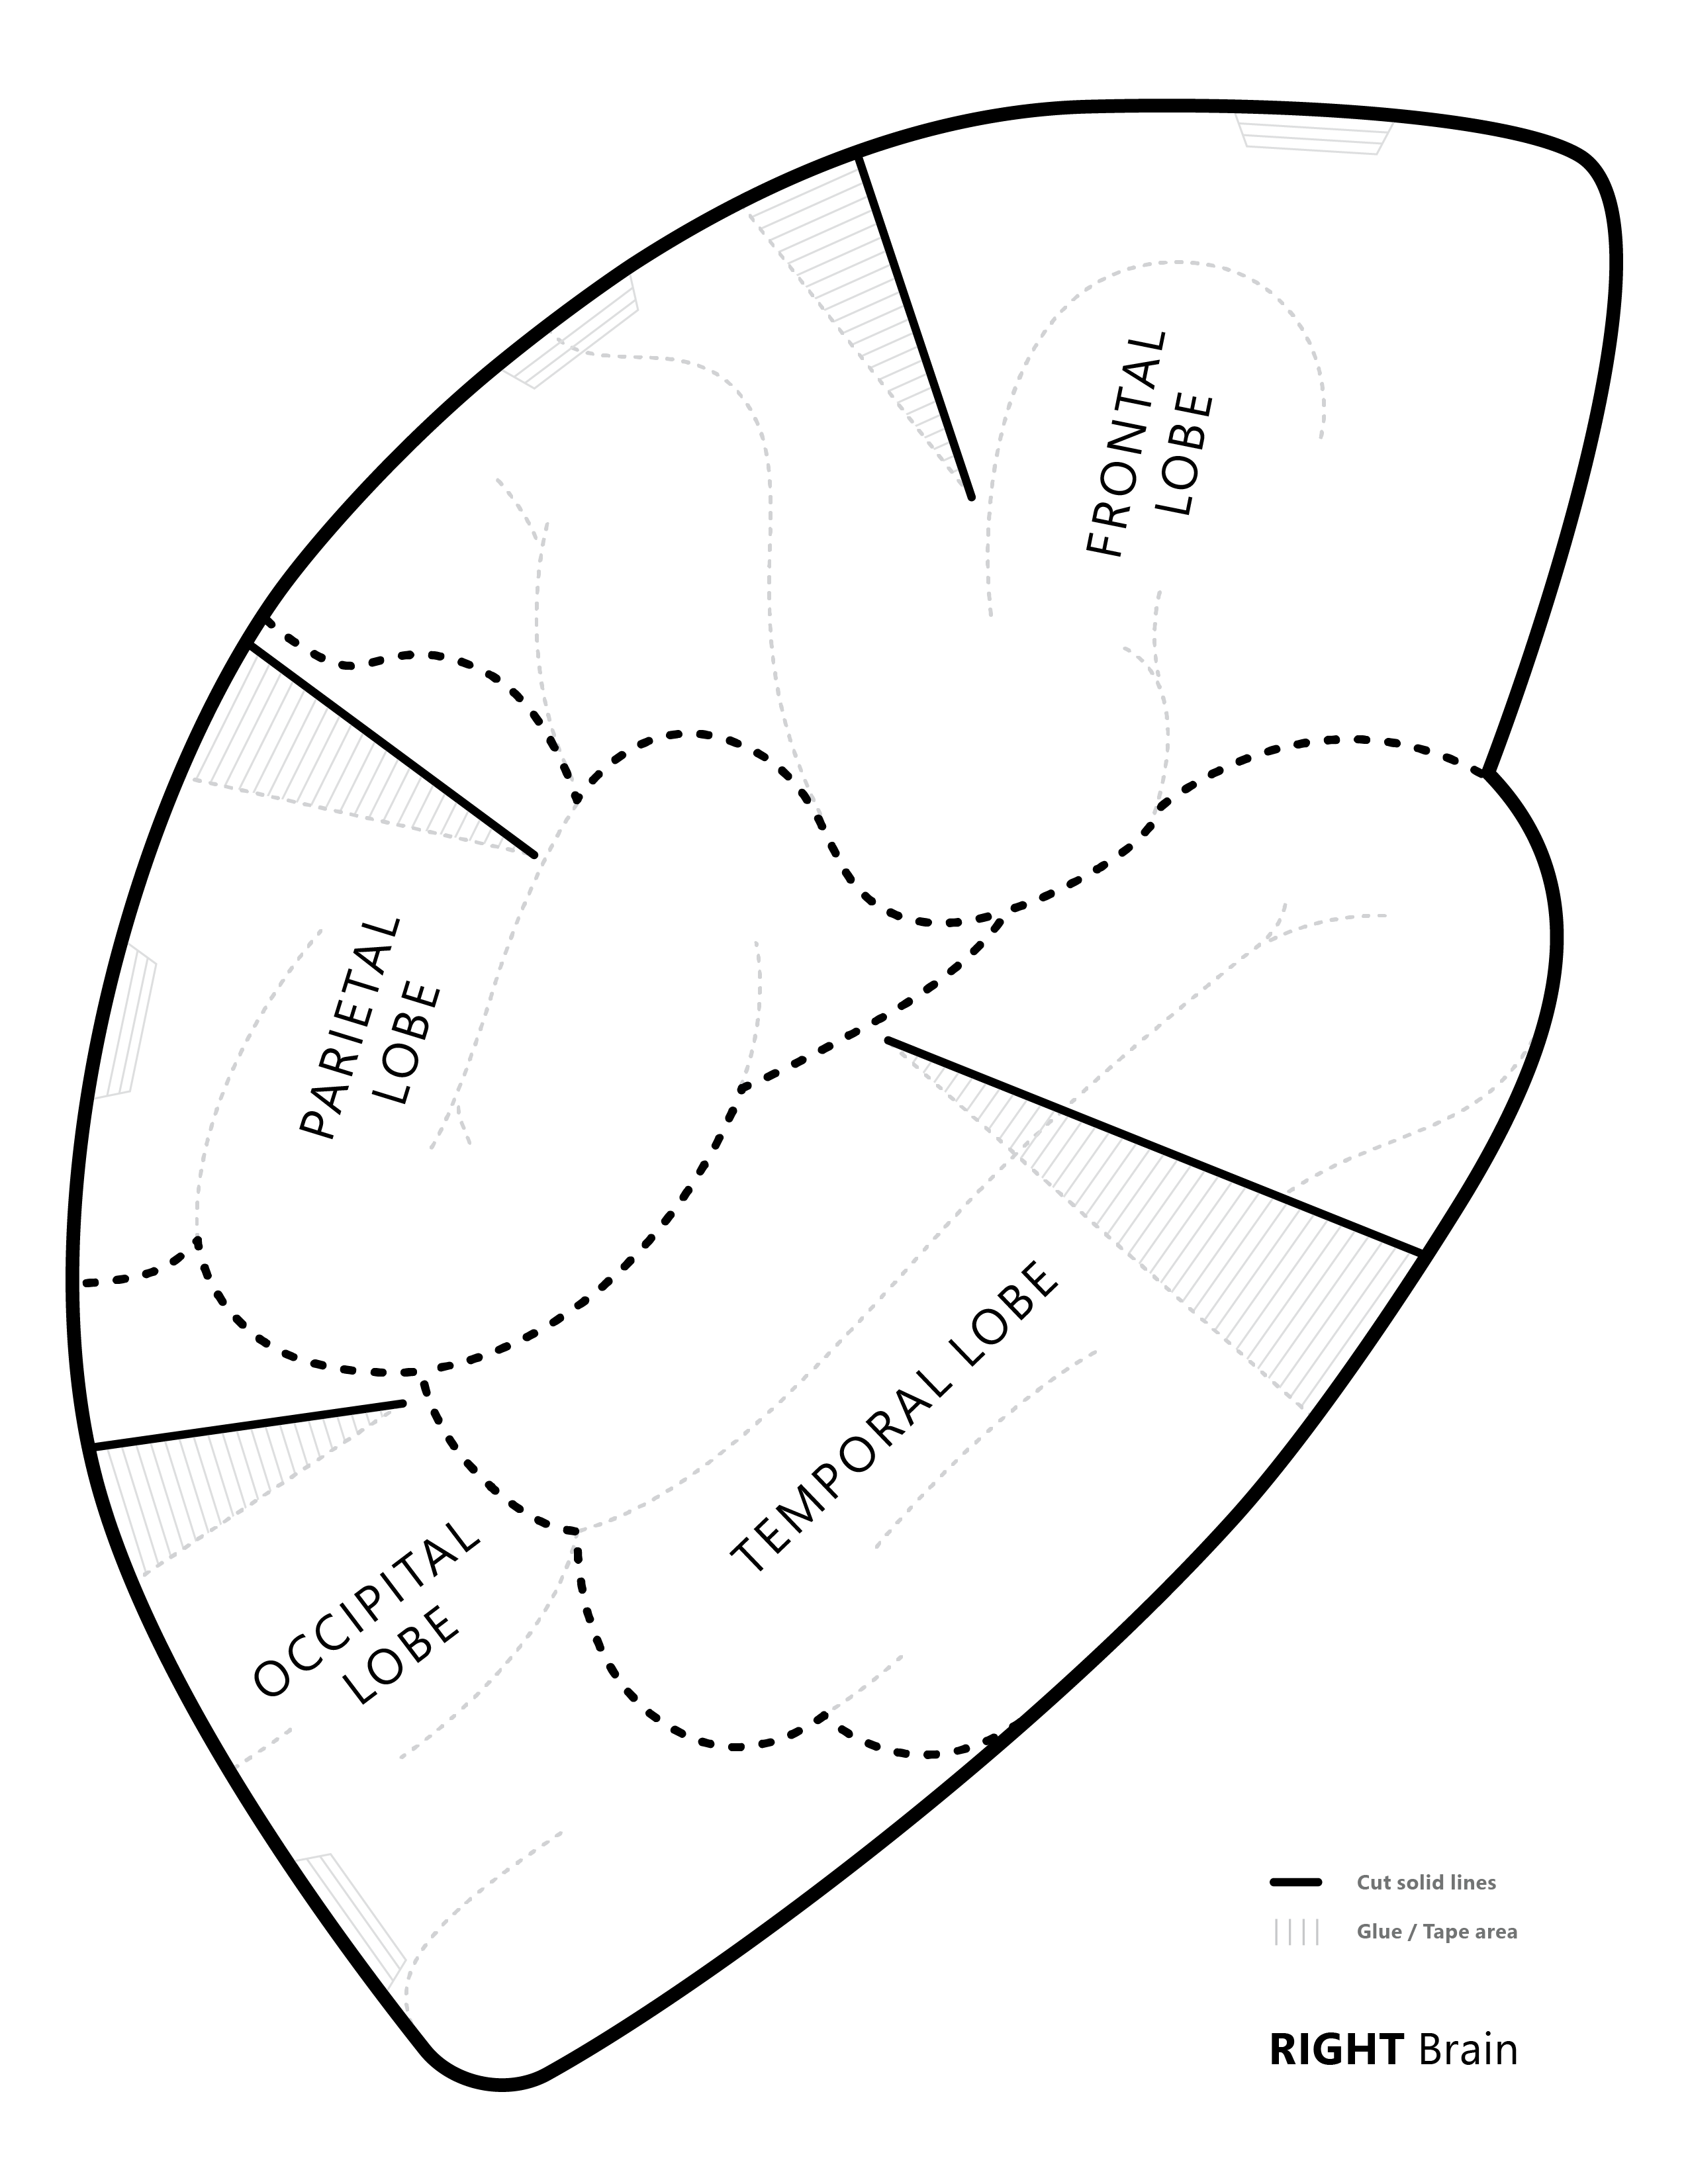 FRONTAL
LOBE
PARIETAL
LOBE
TEMPORAL LOBE
OCCIPITAL
LOBE
Cut solid lines
Glue / Tape area
RIGHT Brain